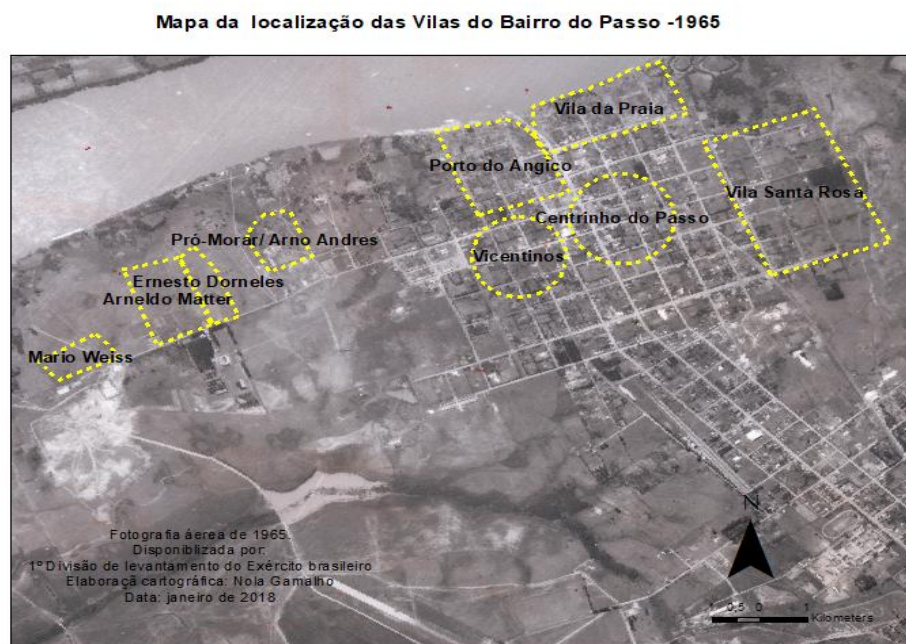 Mapa da localização das Vilas do Bairro do Passo -1965
Vila da Praia
Porto do Angico
Vila Santa Rosa
Centrinho do Passo
Pró-Morar/ Arno Andres
Vicentinos
Ernesto Dorneles
Arneldo Matter
Mario Weiss
N
Fotografia áerea de 1965.
Disponiblizada por:
1º Divisão de levantamento do Exército brasileiro
Elaboraçã cartográfica: Nola Gamalho
Data: janeiro de 2018
1 0,5 0 1
Kilometers